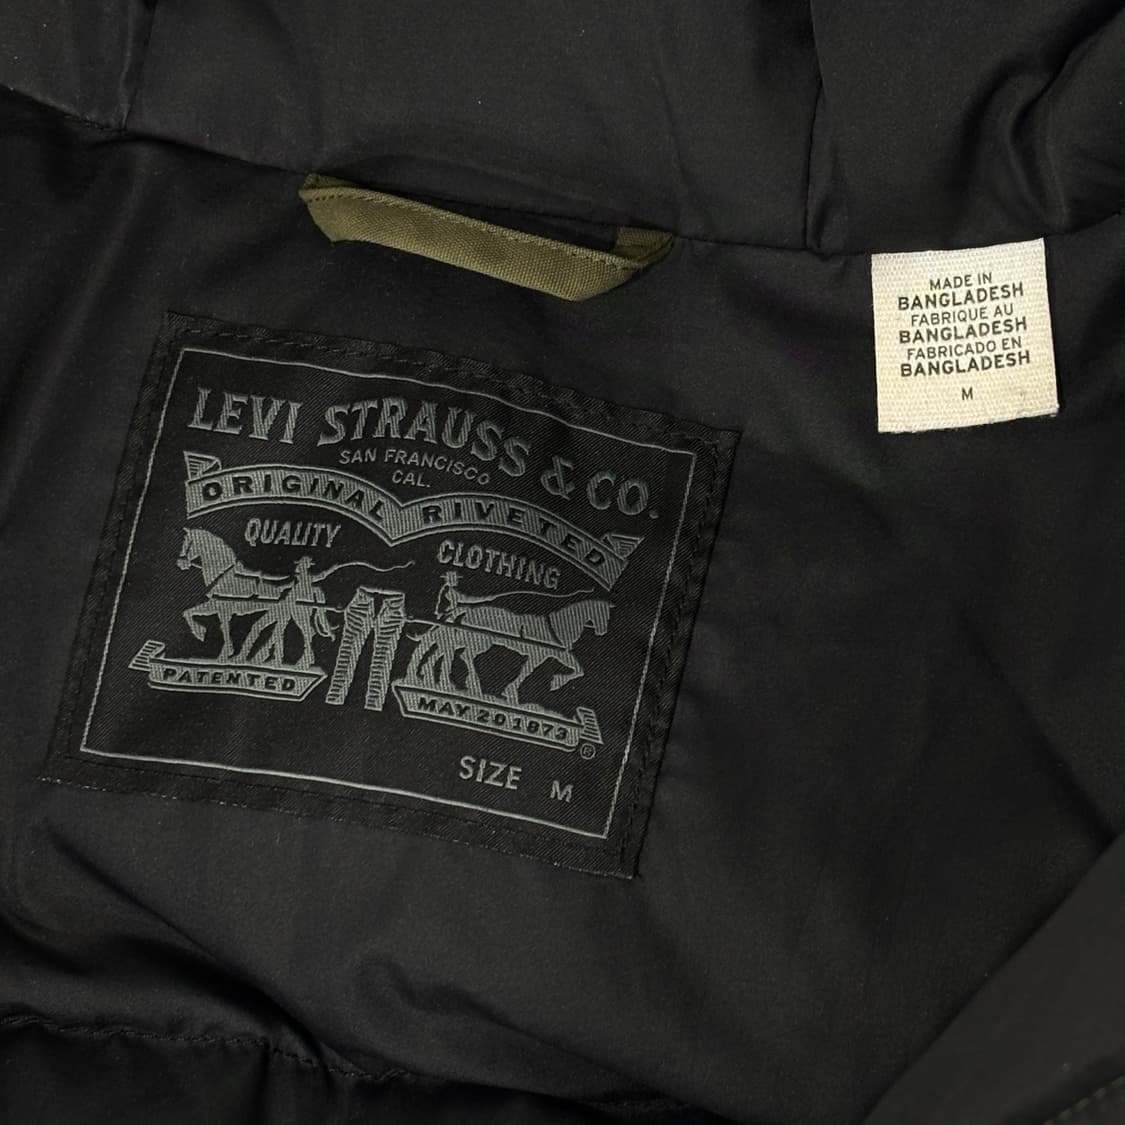 LEVI STRAUSS & CO.
SAN FRANCISCO
CAL.
ORIGINAL RIVETED
QUALITY CLOTHING
PATENTED MAY 20 1873
®
SIZE M
MADE IN
BANGLADESH
FABRIQUE AU
BANGLADESH
FABRICADO EN
BANGLADESH
M